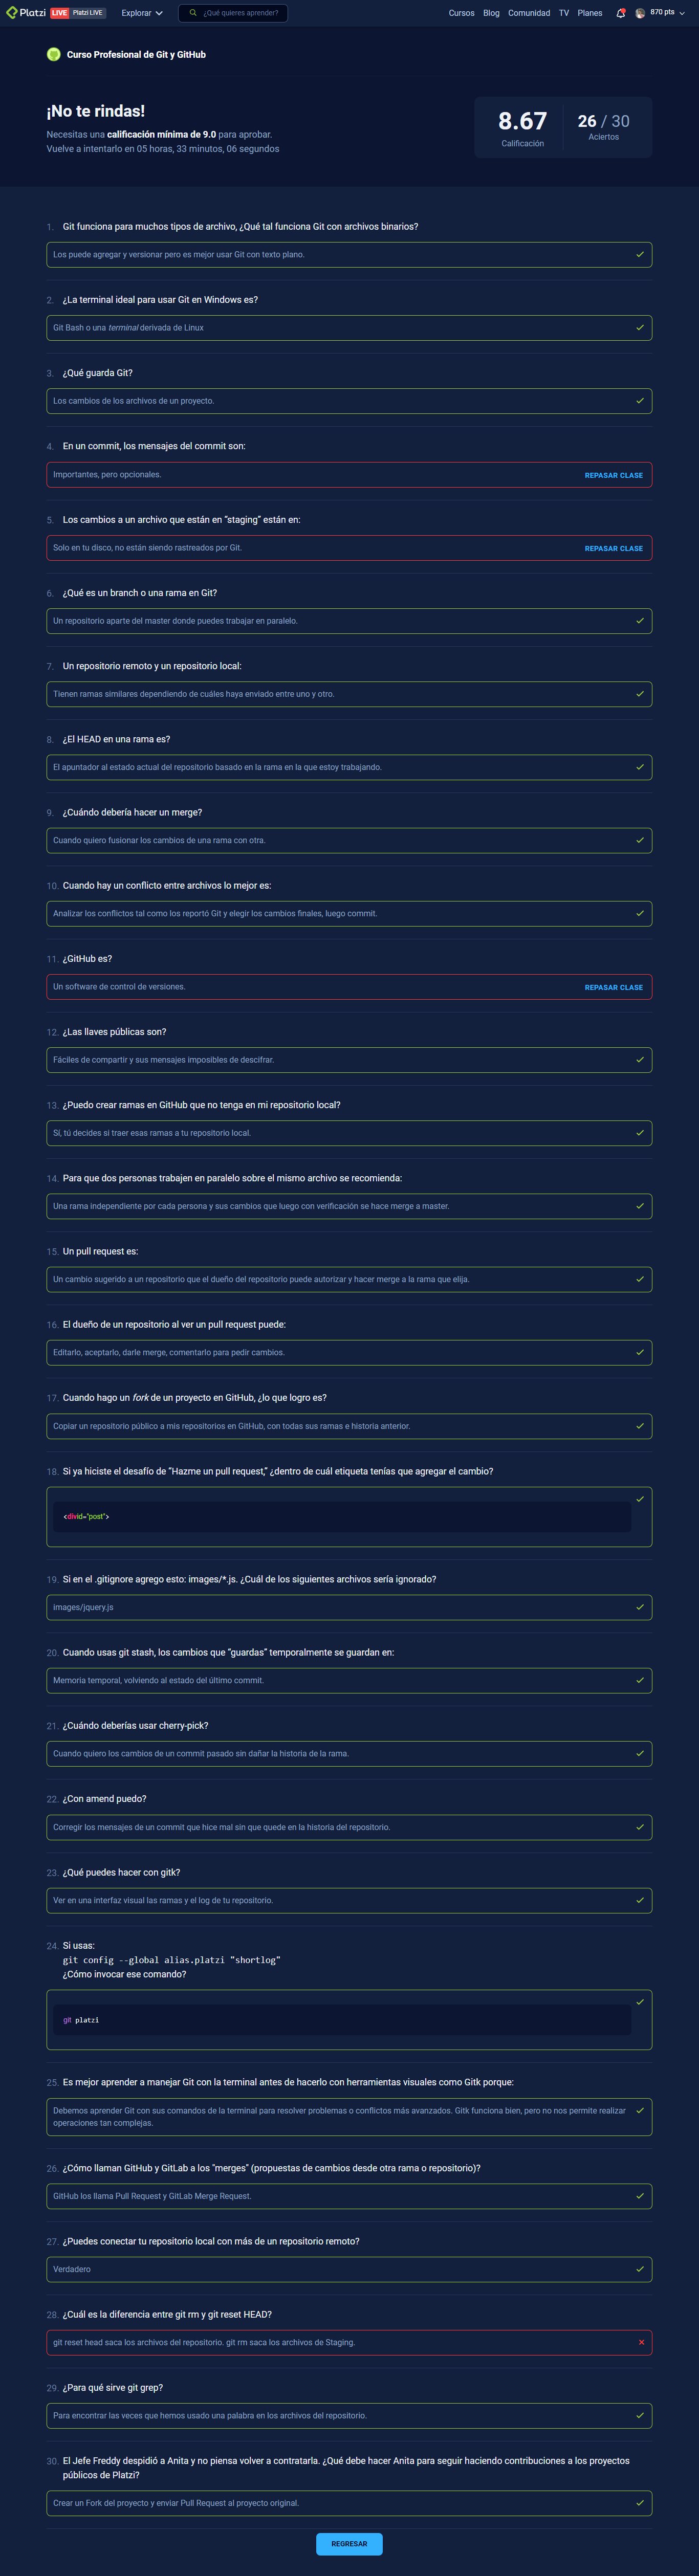 Platzi LIVE Platzi LIVE Explorar ¿Qué quieres aprender? Cursos Blog Comunidad TV Planes 870 pts
Curso Profesional de Git y GitHub
¡No te rindas!
Necesitas una calificación mínima de 9.0 para aprobar.
Vuelve a intentarlo en 05 horas, 33 minutos, 06 segundos
8.67
Calificación
26 / 30
Aciertos
1. Git funciona para muchos tipos de archivo, ¿Qué tal funciona Git con archivos binarios?
Los puede agregar y versionar pero es mejor usar Git con texto plano.
2. ¿La terminal ideal para usar Git en Windows es?
Git Bash o una terminal derivada de Linux
3. ¿Qué guarda Git?
Los cambios de los archivos de un proyecto.
4. En un commit, los mensajes del commit son:
Importantes, pero opcionales. REPASAR CLASE
5. Los cambios a un archivo que están en “staging” están en:
Solo en tu disco, no están siendo rastreados por Git. REPASAR CLASE
6. ¿Qué es un branch o una rama en Git?
Un repositorio aparte del master donde puedes trabajar en paralelo.
7. Un repositorio remoto y un repositorio local:
Tienen ramas similares dependiendo de cuáles haya enviado entre uno y otro.
8. ¿El HEAD en una rama es?
El apuntador al estado actual del repositorio basado en la rama en la que estoy trabajando.
9. ¿Cuándo debería hacer un merge?
Cuando quiero fusionar los cambios de una rama con otra.
10. Cuando hay un conflicto entre archivos lo mejor es:
Analizar los conflictos tal como los reportó Git y elegir los cambios finales, luego commit.
11. ¿GitHub es?
Un software de control de versiones. REPASAR CLASE
12. ¿Las llaves públicas son?
Fáciles de compartir y sus mensajes imposibles de descifrar.
13. ¿Puedo crear ramas en GitHub que no tenga en mi repositorio local?
Sí, tú decides si traer esas ramas a tu repositorio local.
14. Para que dos personas trabajen en paralelo sobre el mismo archivo se recomienda:
Una rama independiente por cada persona y sus cambios que luego con verificación se hace merge a master.
15. Un pull request es:
Un cambio sugerido a un repositorio que el dueño del repositorio puede autorizar y hacer merge a la rama que elija.
16. El dueño de un repositorio al ver un pull request puede:
Editarlo, aceptarlo, darle merge, comentarlo para pedir cambios.
17. Cuando hago un fork de un proyecto en GitHub, ¿lo que logro es?
Copiar un repositorio público a mis repositorios en GitHub, con todas sus ramas e historia anterior.
18. Si ya hiciste el desafío de “Hazme un pull request,” ¿dentro de cuál etiqueta tenías que agregar el cambio?
<divid="post">
19. Si en el .gitignore agrego esto: images/*.js. ¿Cuál de los siguientes archivos sería ignorado?
images/jquery.js
20. Cuando usas git stash, los cambios que “guardas” temporalmente se guardan en:
Memoria temporal, volviendo al estado del último commit.
21. ¿Cuándo deberías usar cherry-pick?
Cuando quiero los cambios de un commit pasado sin dañar la historia de la rama.
22. ¿Con amend puedo?
Corregir los mensajes de un commit que hice mal sin que quede en la historia del repositorio.
23. ¿Qué puedes hacer con gitk?
Ver en una interfaz visual las ramas y el log de tu repositorio.
24. Si usas:
git config --global alias.platzi "shortlog"
¿Cómo invocar ese comando?
git platzi
25. Es mejor aprender a manejar Git con la terminal antes de hacerlo con herramientas visuales como Gitk porque:
Debemos aprender Git con sus comandos de la terminal para resolver problemas o conflictos más avanzados. Gitk funciona bien, pero no nos permite realizar
operaciones tan complejas.
26. ¿Cómo llaman GitHub y GitLab a los "merges" (propuestas de cambios desde otra rama o repositorio)?
GitHub los llama Pull Request y GitLab Merge Request.
27. ¿Puedes conectar tu repositorio local con más de un repositorio remoto?
Verdadero
28. ¿Cuál es la diferencia entre git rm y git reset HEAD?
git reset head saca los archivos del repositorio. git rm saca los archivos de Staging.
29. ¿Para qué sirve git grep?
Para encontrar las veces que hemos usado una palabra en los archivos del repositorio.
30. El Jefe Freddy despidió a Anita y no piensa volver a contratarla. ¿Qué debe hacer Anita para seguir haciendo contribuciones a los proyectos
públicos de Platzi?
Crear un Fork del proyecto y enviar Pull Request al proyecto original.
REGRESAR